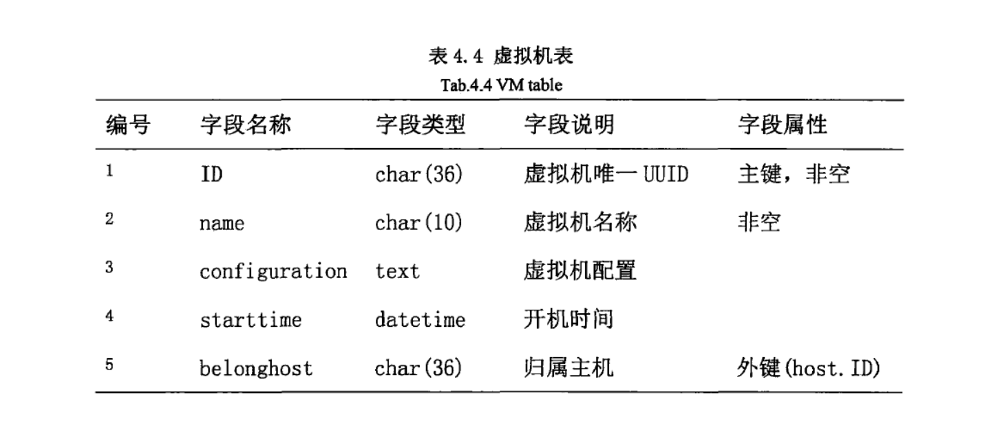 表4.4 虚拟机表
Tab.4.4 VM table
编号 字段名称 字段类型 字段说明 字段属性
1 ID char(36) 虚拟机唯一UUID 主键，非空
2 name char(10) 虚拟机名称 非空
3 configuration text 虚拟机配置
4 starttime datetime 开机时间
5 belonghost char(36) 归属主机 外键(host.ID)